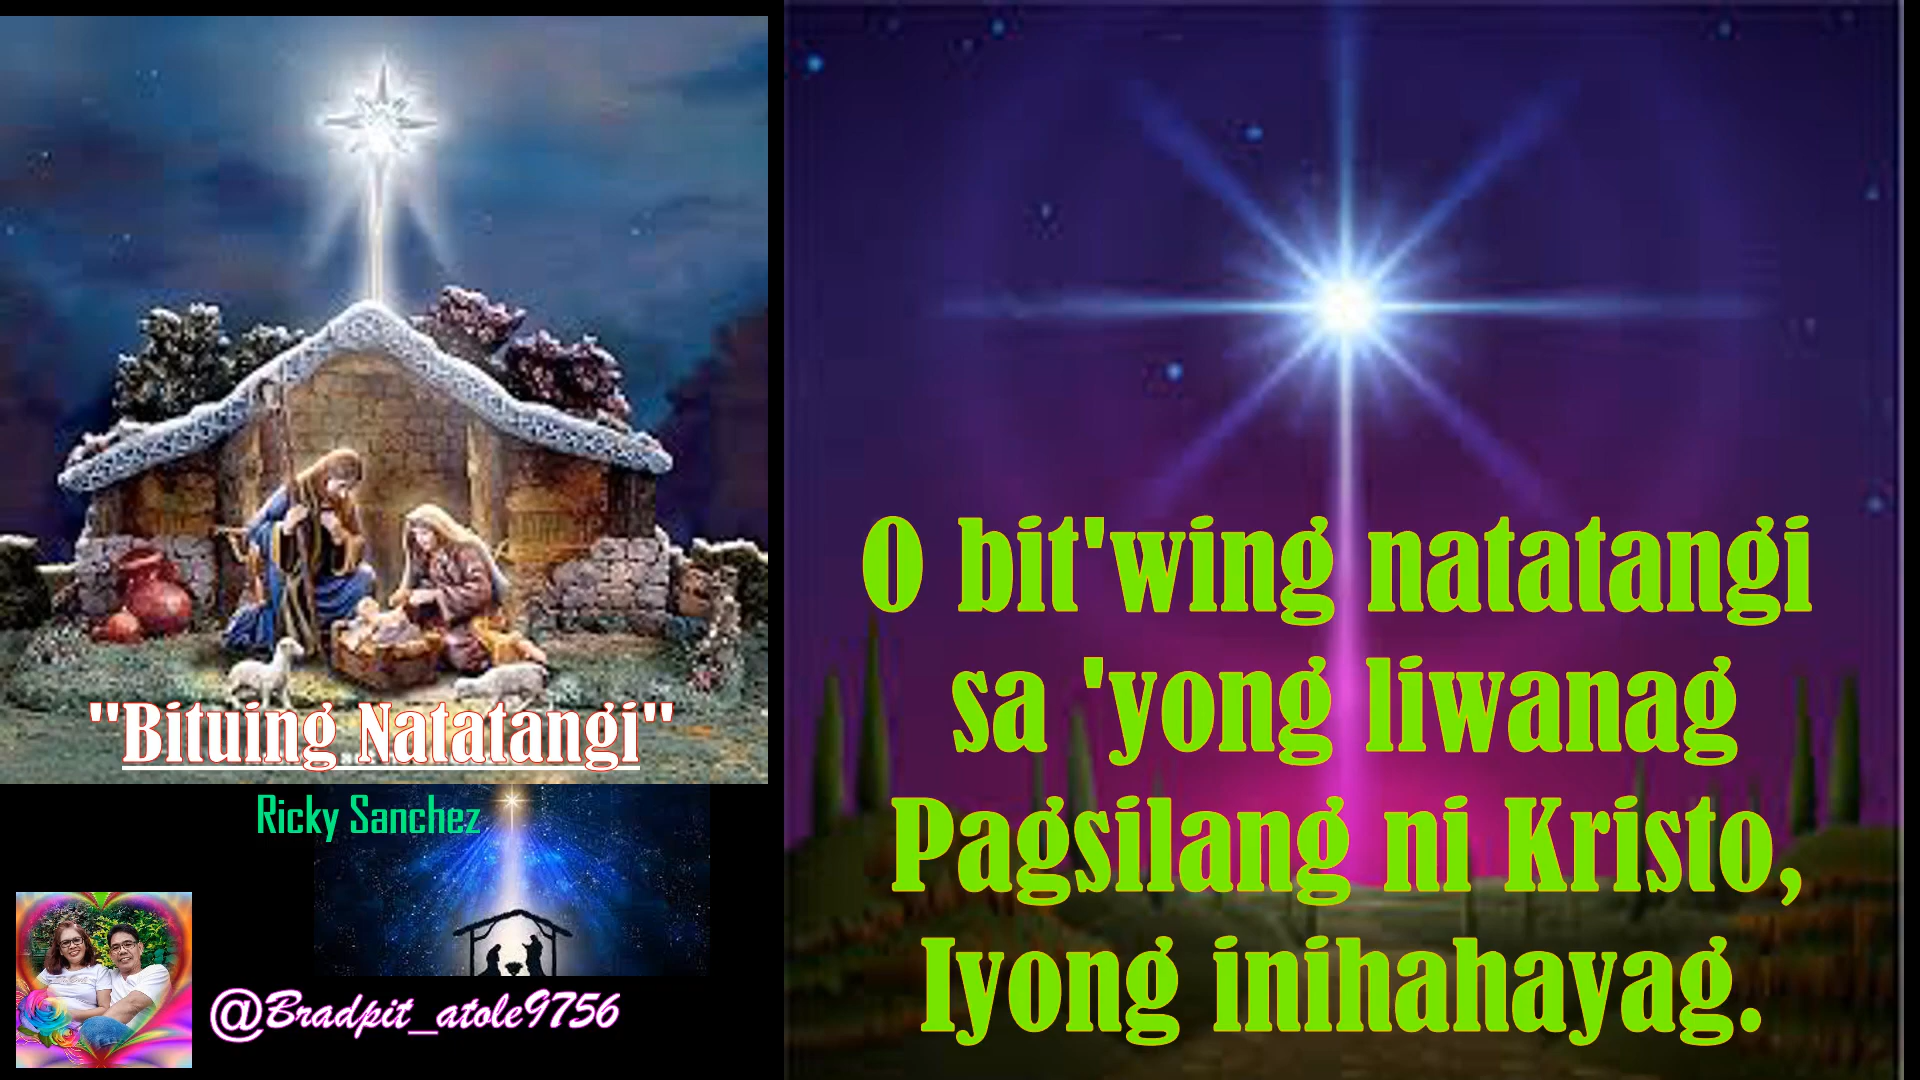 "Bituing Natatangi"
Ricky Sanchez
@Bradpit_atole9756
O bit'wing natatangi
sa 'yong liwanag
Pagsilang ni Kristo,
Iyong inihahayag.